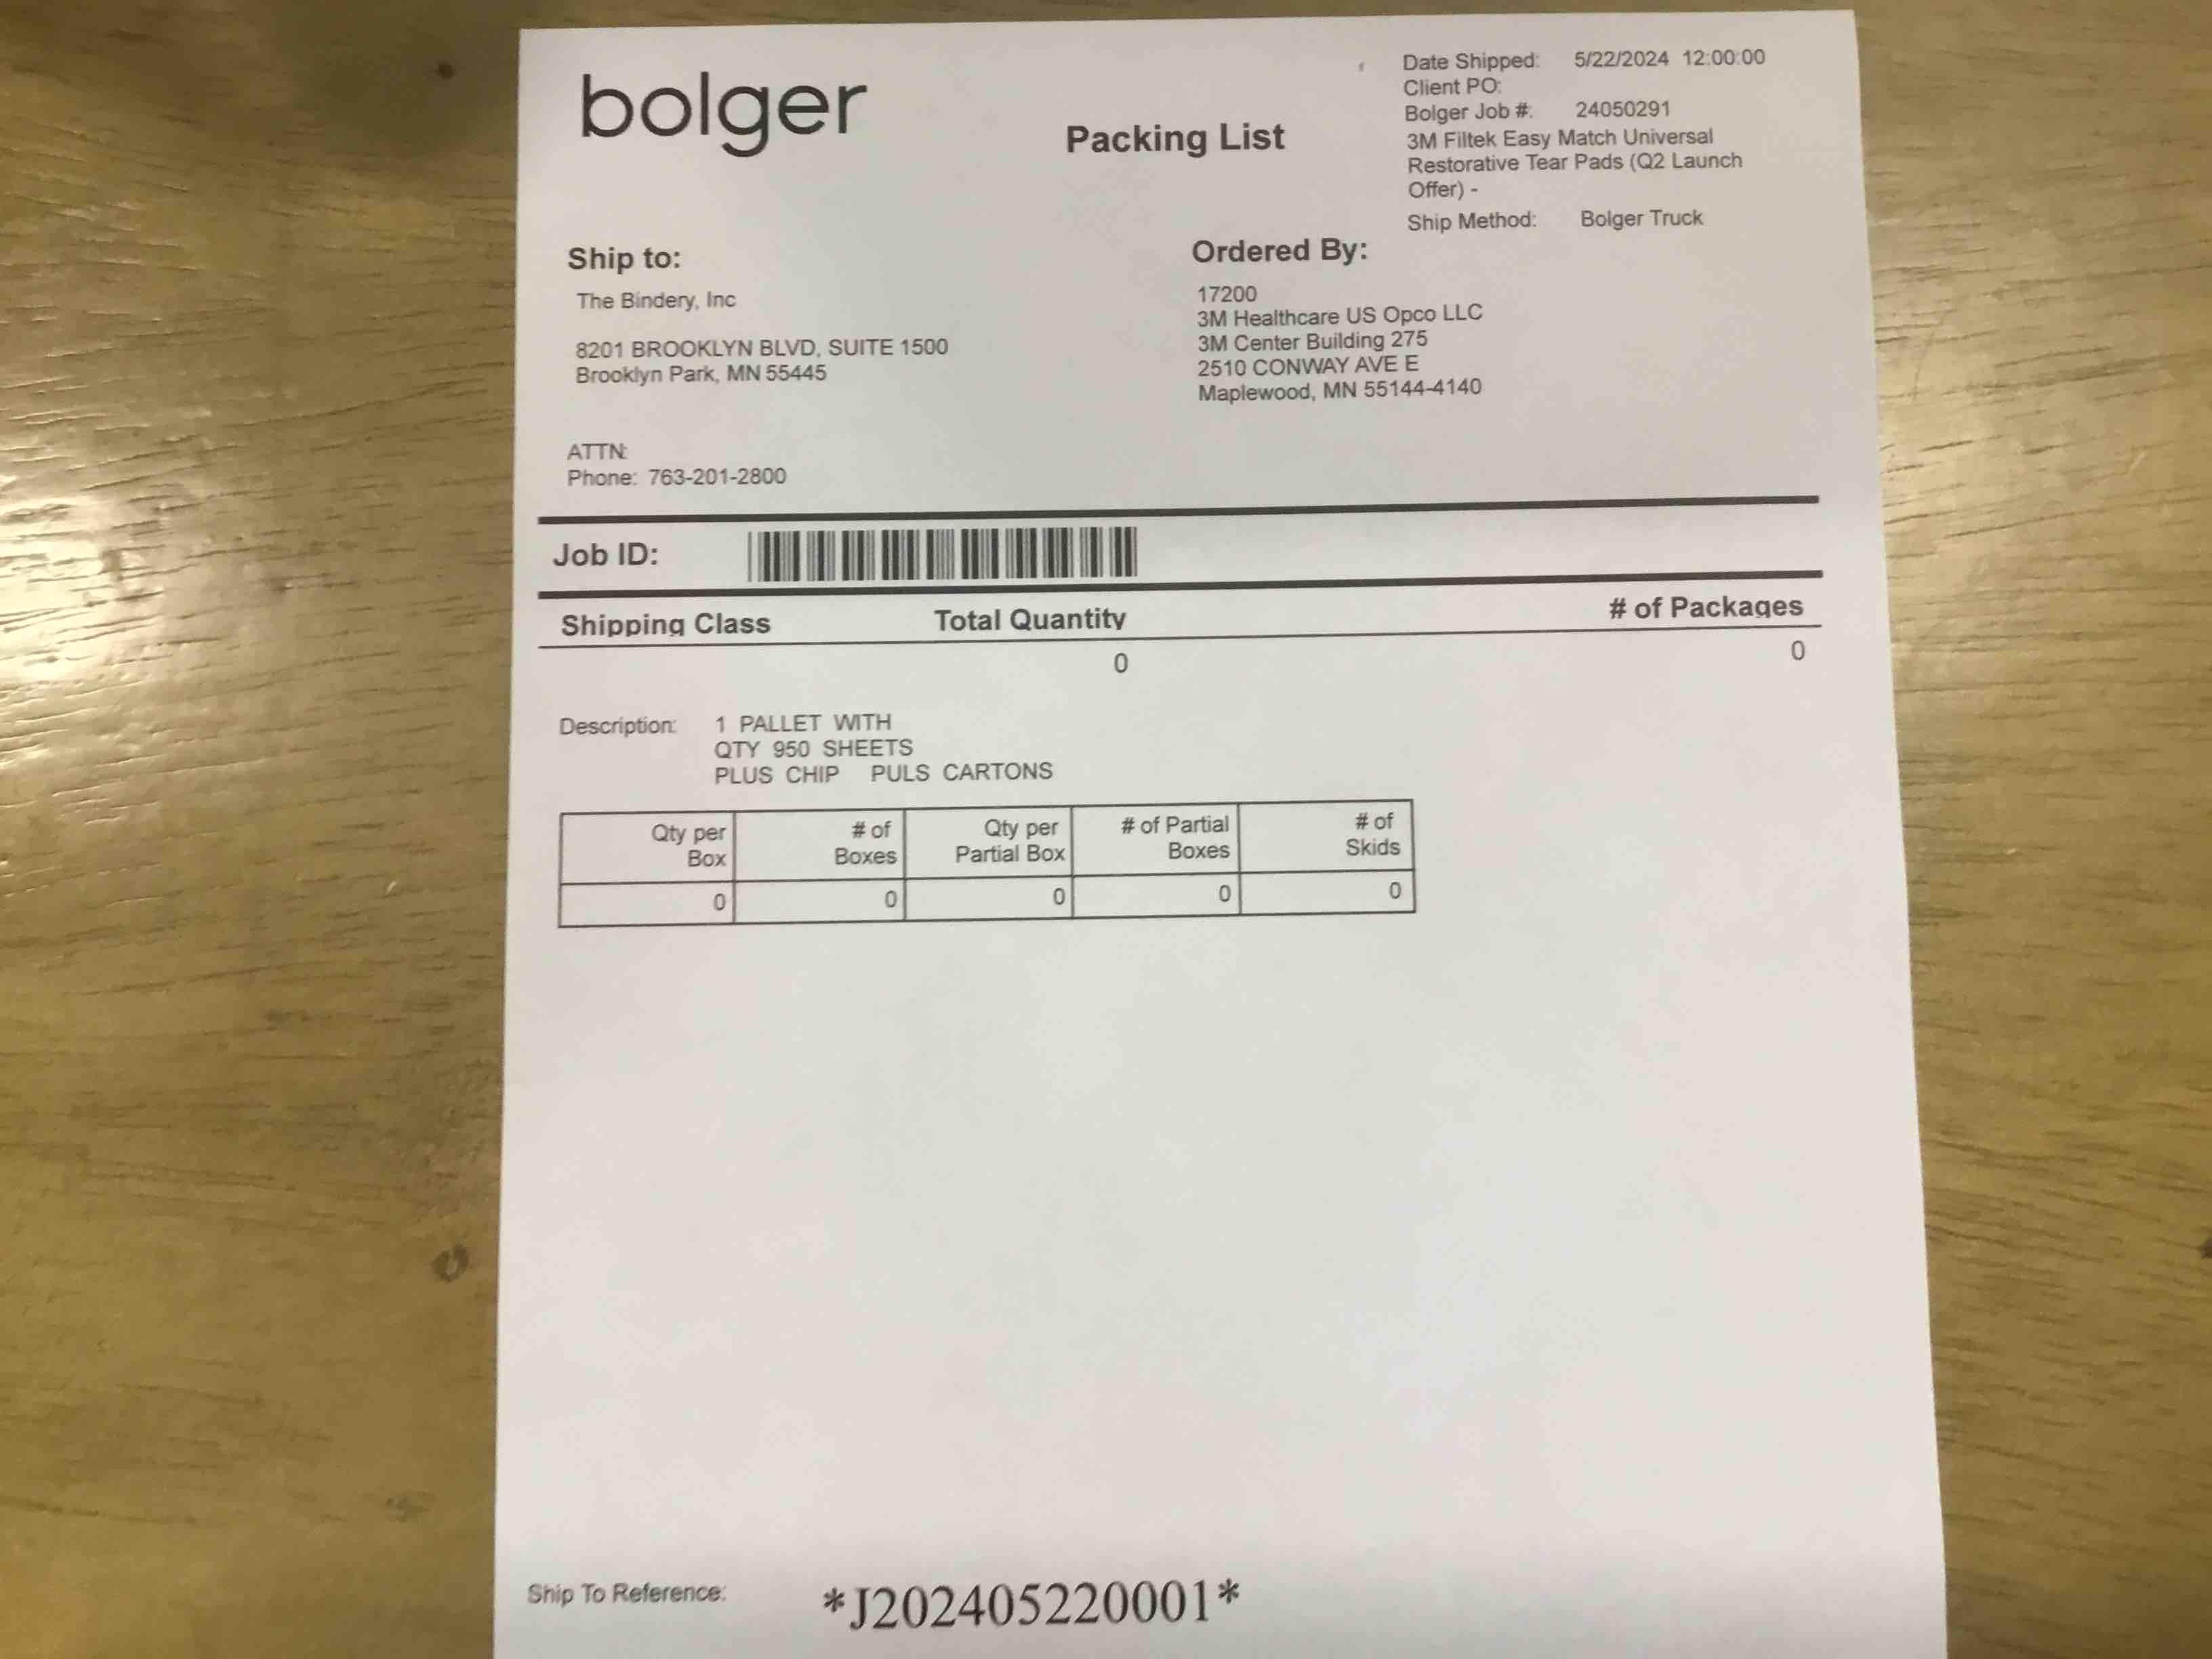 bolger
Packing List
Date Shipped: 5/22/2024 12:00:00
Client PO:
Bolger Job #: 24050291
3M Filtek Easy Match Universal
Restorative Tear Pads (Q2 Launch
Offer) -
Ship Method: Bolger Truck
Ship to:
The Bindery, Inc
8201 BROOKLYN BLVD, SUITE 1500
Brooklyn Park, MN 55445
ATTN:
Phone: 763-201-2800
Ordered By:
17200
3M Healthcare US Opco LLC
3M Center Building 275
2510 CONWAY AVE E
Maplewood, MN 55144-4140
Job ID:
Shipping Class Total Quantity # of Packages
0 0
Description: 1 PALLET WITH
QTY 950 SHEETS
PLUS CHIP PULS CARTONS
Qty per Box # of Boxes Qty per Partial Box # of Partial Boxes # of Skids
0 0 0 0 0
Ship To Reference: *J202405220001*